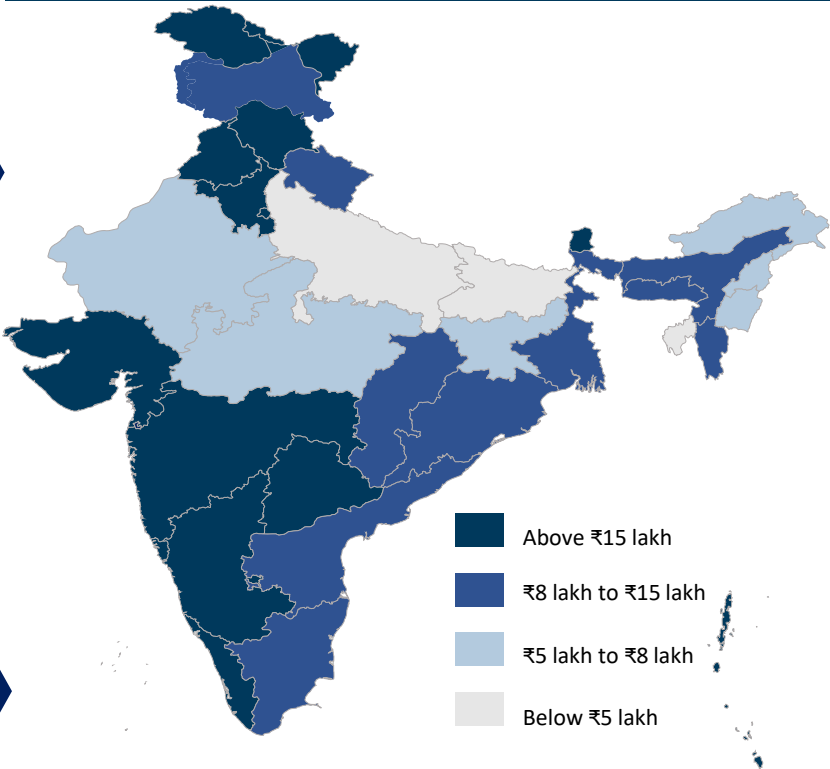 Above ₹15 lakh
₹8 lakh to ₹15 lakh
₹5 lakh to ₹8 lakh
Below ₹5 lakh